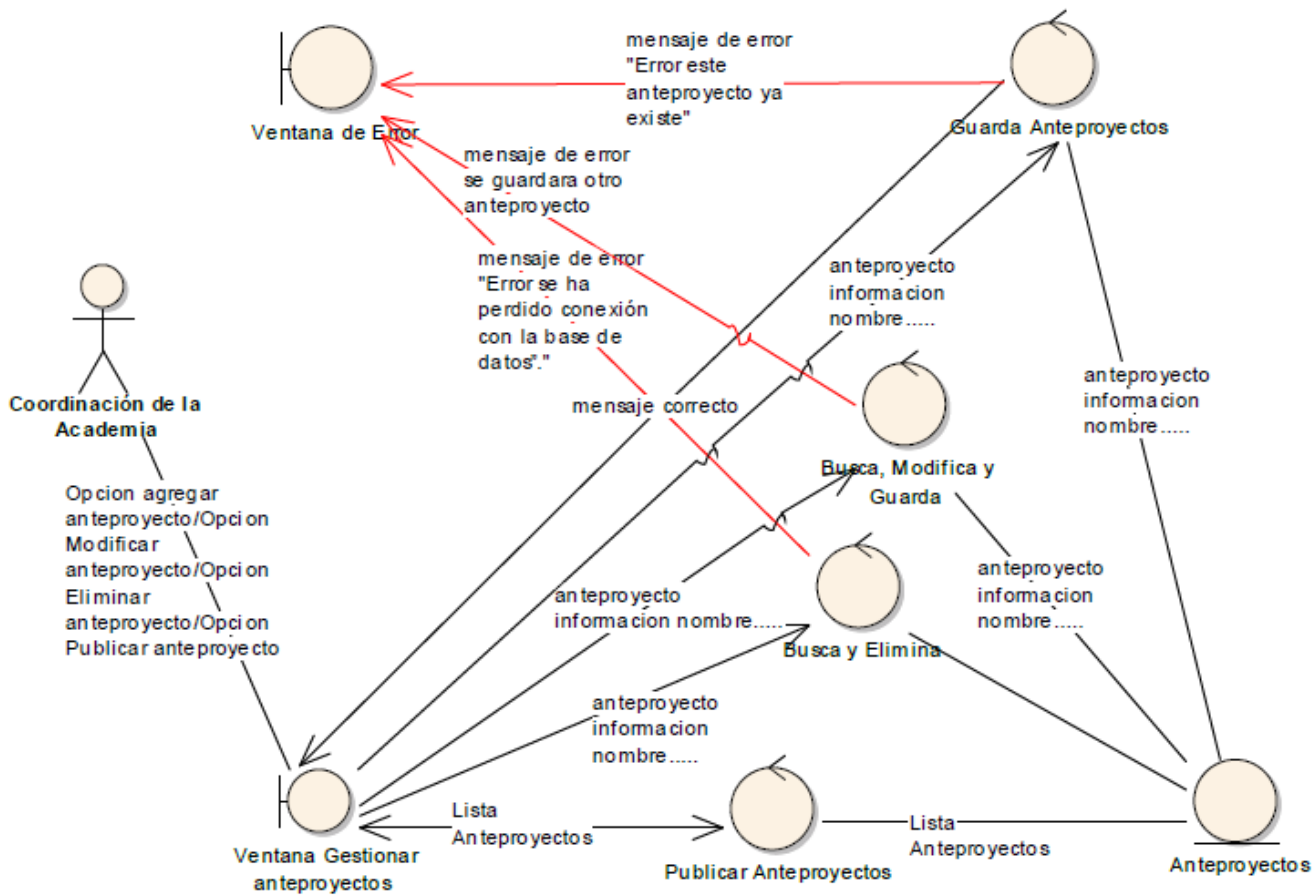 mensaje de error
"Error este
anteproyecto ya
existe"
Ventana de Error
Guarda Anteproyectos
mensaje de error
se guardara otro
anteproyecto
mensaje de error
"Error se ha
perdido conexión
con la base de
datos"."
anteproyecto
informacion
nombre.....
Coordinación de la
Academia
mensaje correcto
anteproyecto
informacion
nombre.....
Busca, Modifica y
Guarda
Opcion agregar
anteproyecto/Opcion
Modificar
anteproyecto/Opcion
Eliminar
anteproyecto/Opcion
Publicar anteproyecto
anteproyecto
informacion nombre.....
anteproyecto
informacion
nombre.....
Busca y Elimina
anteproyecto
informacion
nombre.....
Lista
Anteproyectos
Lista
Anteproyectos
Ventana Gestionar
anteproyectos
Publicar Anteproyectos
Anteproyectos